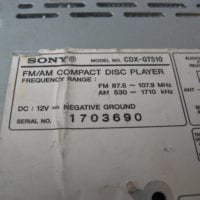 SONY® MODEL NO. CDX-GT510
FM/AM COMPACT DISC PLAYER
FREQUENCY RANGE:
FM 87.5 – 107.9 MHz
AM 530 – 1710 kHz
DC : 12V NEGATIVE GROUND
SERIAL NO. 1703690
AUDIO
ANT